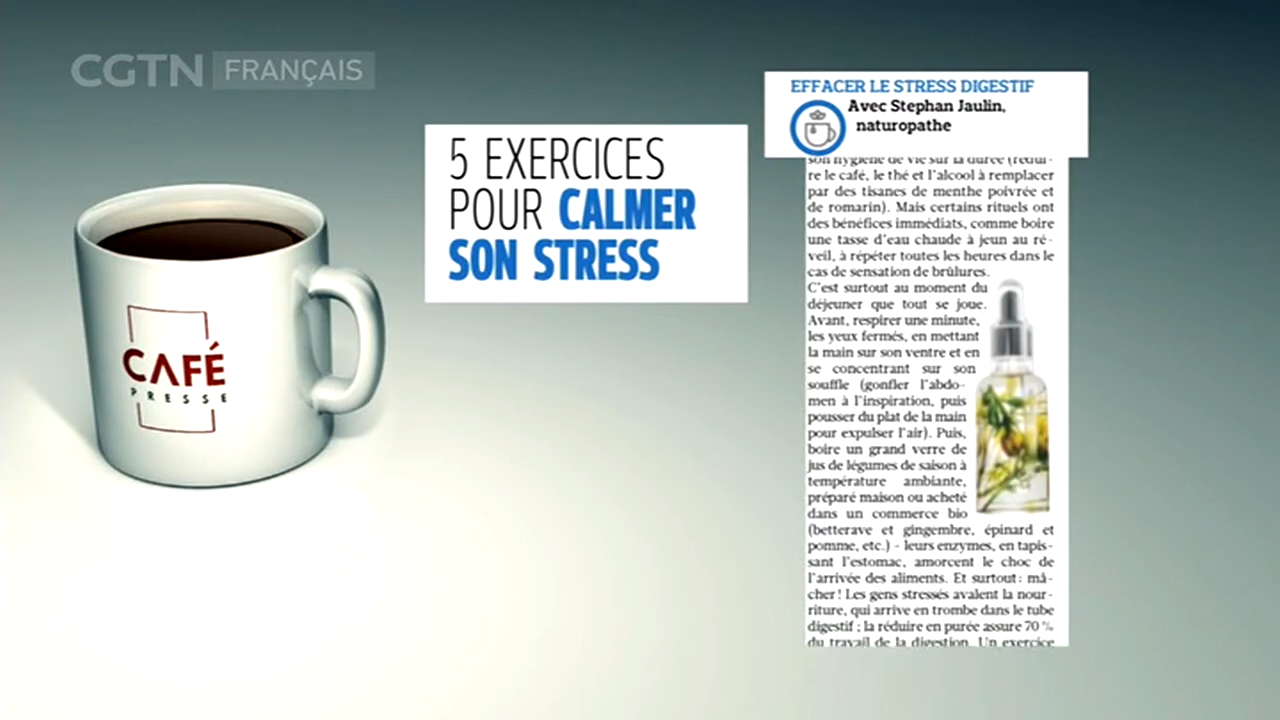 CGTN FRANÇAIS
5 EXERCICES
POUR CALMER
SON STRESS
CAFÉ
PRESSE
EFFACER LE STRESS DIGESTIF
Avec Stephan Jaulin,
naturopathe
son hygiène de vie sur la durée (rédui-
re le café, le thé et l'alcool à remplacer
par des tisanes de menthe poivrée et
de romarin). Mais certains rituels ont
des bénéfices immédiats, comme boire
une tasse d'eau chaude à jeun au ré-
veil, à répéter toutes les heures dans le
cas de sensation de brûlures.
C'est surtout au moment du
déjeuner que tout se joue.
Avant, respirer une minute,
les yeux fermés, en mettant
la main sur son ventre et en
se concentrant sur son
souffle (gonfler l'abdo-
men à l'inspiration, puis
pousser du plat de la main
pour expulser l'air). Puis,
boire un grand verre de
jus de légumes de saison à
température ambiante,
préparé maison ou acheté
dans un commerce bio
(betterave et gingembre, épinard et
pomme, etc.) - leurs enzymes, en tapis-
sant l'estomac, amorcent le choc de
l'arrivée des aliments. Et surtout : mâ-
cher ! Les gens stressés avalent la nour-
riture, qui arrive en trombe dans le tube
digestif ; la réduire en purée assure 70 %
du travail de la digestion. Un exercice